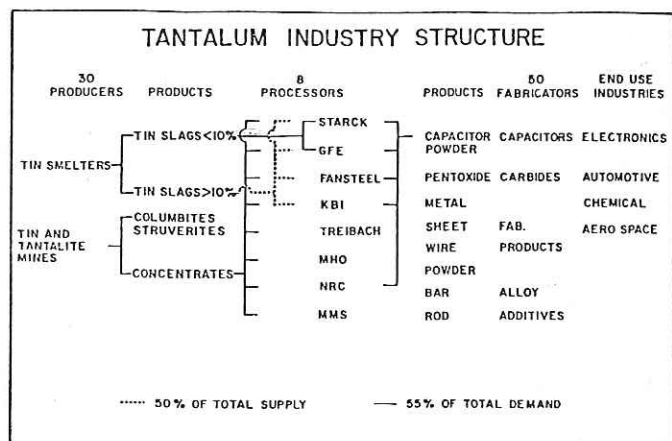 TANTALUM INDUSTRY STRUCTURE
30 PRODUCERS
PRODUCTS
8 PROCESSORS
PRODUCTS
50 FABRICATORS
END USE INDUSTRIES
TIN SMELTERS
TIN SLAGS<10%
TIN SLAGS>10%
TIN AND TANTALITE MINES
COLUMBITES
STRUVERITES
CONCENTRATES
STARCK
GFE
FANSTEEL
KBI
TREIBACH
MHO
NRC
MMS
CAPACITOR POWDER
PENTOXIDE
METAL
SHEET
WIRE
POWDER
BAR
ROD
CAPACITORS
CARBIDES
FAB. PRODUCTS
ALLOY ADDITIVES
ELECTRONICS
AUTOMOTIVE
CHEMICAL
AERO SPACE
50% OF TOTAL SUPPLY
55% OF TOTAL DEMAND